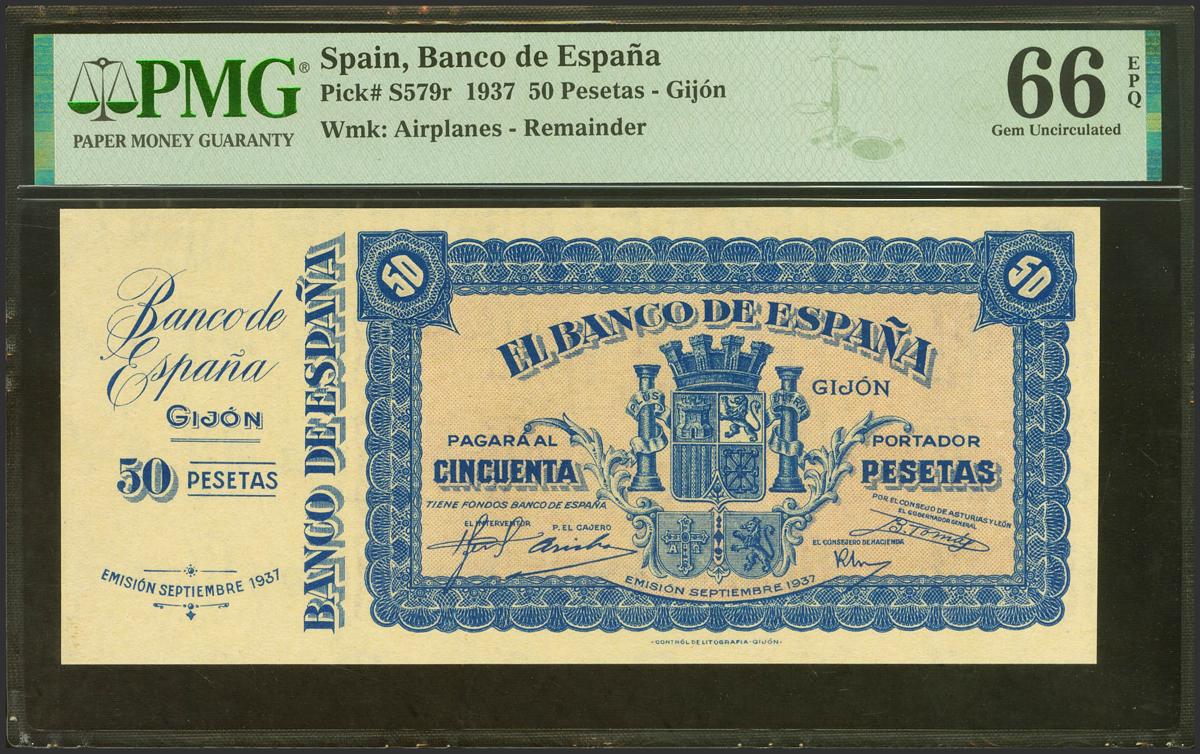 PMG®
PAPER MONEY GUARANTY
Spain, Banco de España
Pick# S579r 1937 50 Pesetas - Gijón
Wmk: Airplanes - Remainder
66
EPQ
Gem Uncirculated
Banco de
España
GIJÓN
50 PESETAS
EMISIÓN SEPTIEMBRE 1937
BANCO DE ESPAÑA
50
50
EL BANCO DE ESPAÑA
GIJÓN
PLUS
PAGARA AL
PORTADOR
CINCUENTA
PESETAS
TIENE FONDOS BANCO DE ESPAÑA
POR EL CONSEJO DE ASTURIAS Y LEÓN
EL GOBERNADOR GENERAL
EL INTERVENTOR
P. EL CAJERO
B. Tomás
EL CONSEJERO DE HACIENDA
EMISIÓN SEPTIEMBRE 1937
-CONTROL DE LITOGRAFIA-GIJÓN-